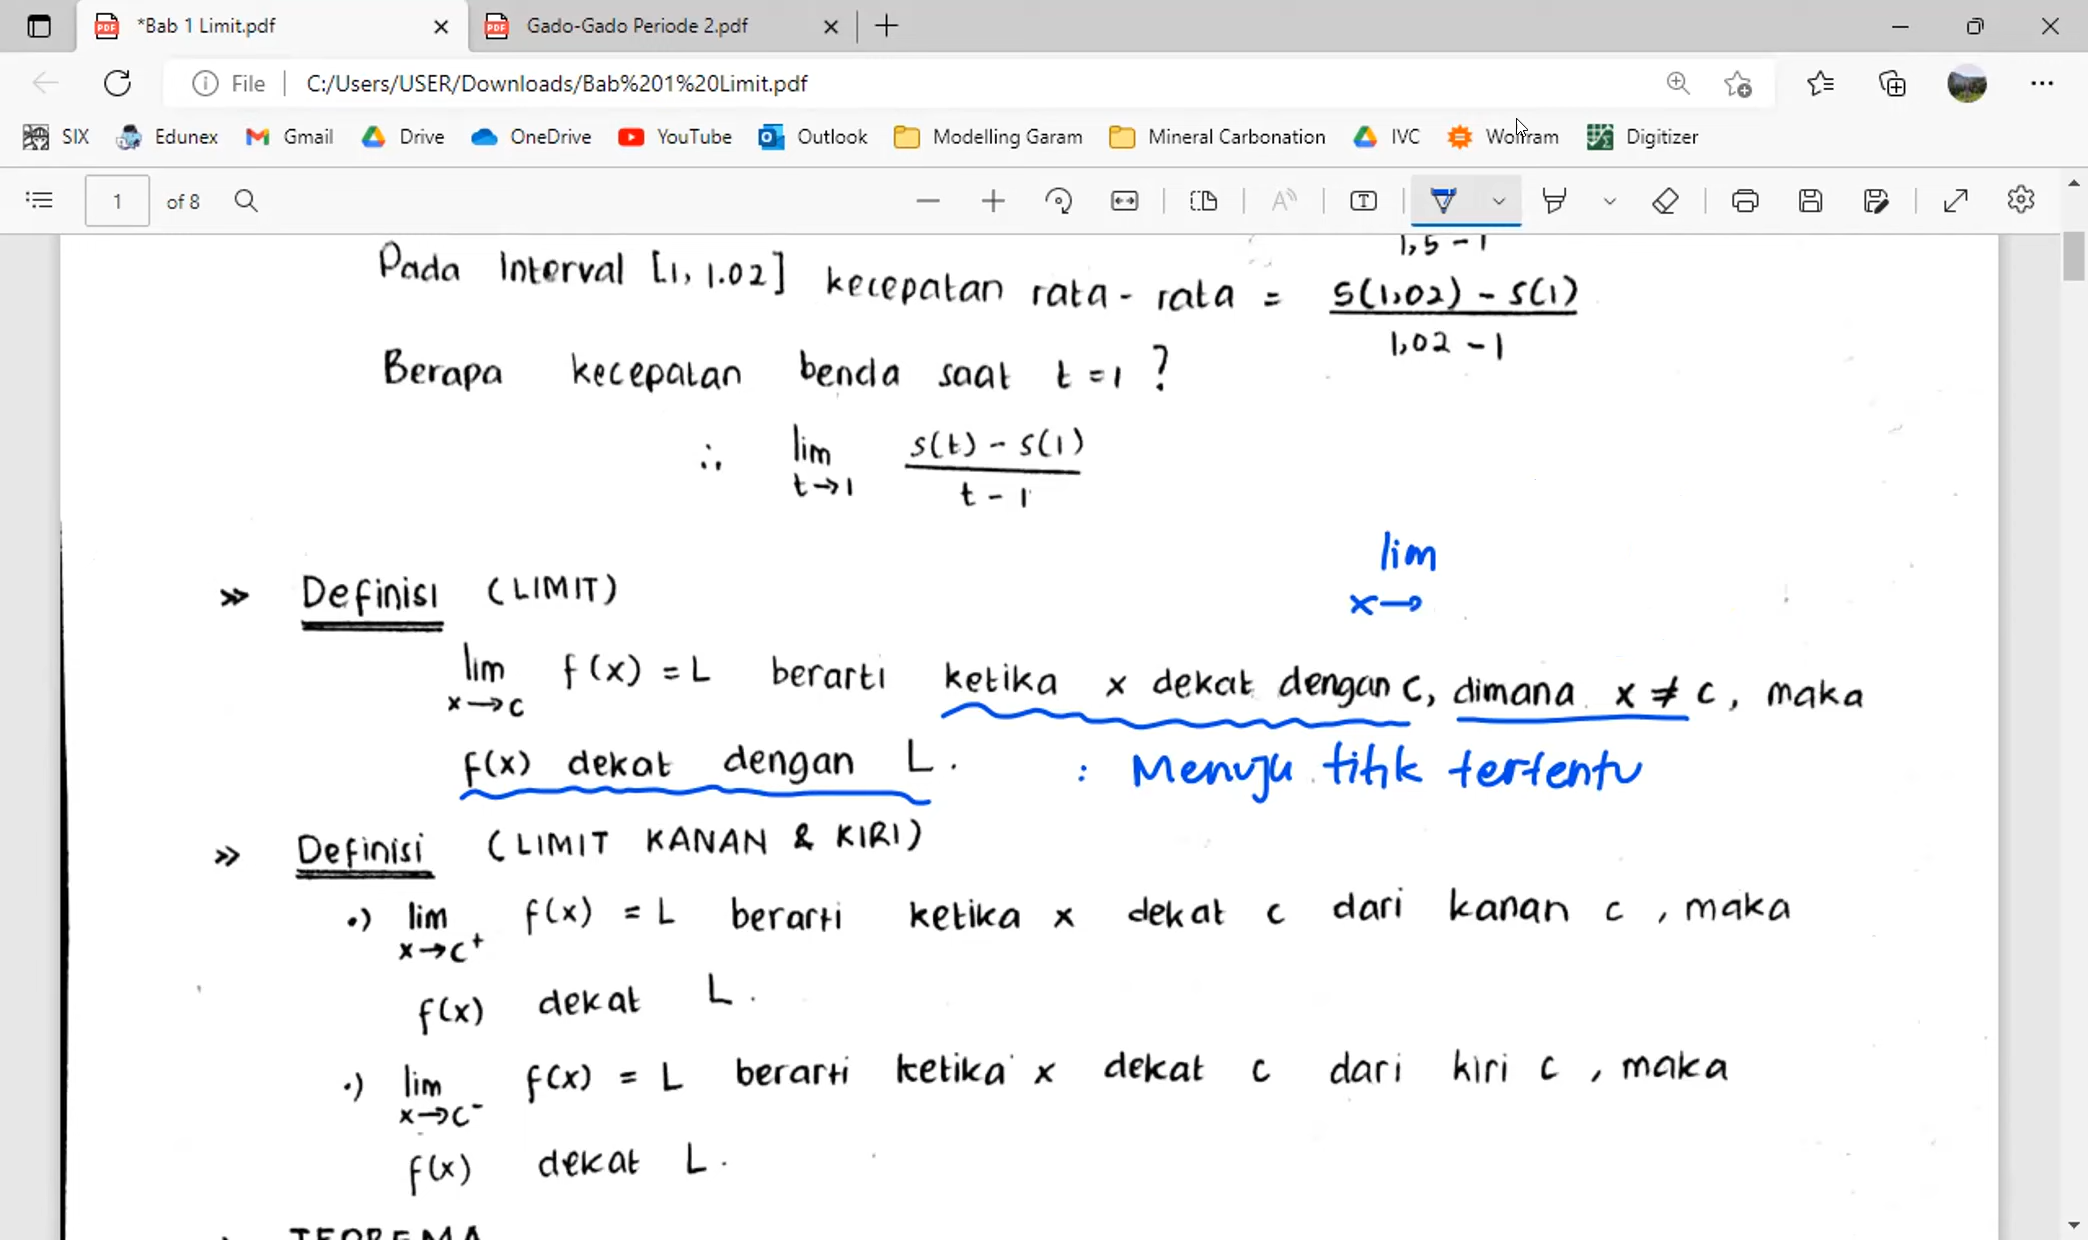 *Bab 1 Limit.pdf
Gado-Gado Periode 2.pdf
File
C:/Users/USER/Downloads/Bab%201%20Limit.pdf
SIX Edunex Gmail Drive OneDrive YouTube Outlook Modelling Garam Mineral Carbonation IVC Wolfram Digitizer
1 of 8
1,5 - 1
Pada Interval [1, 1.02] kecepatan rata-rata = S(1,02) - S(1)
1,02 - 1
Berapa kecepatan benda saat t = 1 ?
∴ lim s(t) - s(1)
t→1 t - 1
lim
x→
» Definisi (LIMIT)
lim f(x) = L berarti ketika x dekat dengan c, dimana x ≠ c, maka
x→c
f(x) dekat dengan L. : Menuju titik tertentu
» Definisi (LIMIT KANAN & KIRI)
•) lim f(x) = L berarti ketika x dekat c dari kanan c, maka
x→c⁺
f(x) dekat L.
•) lim f(x) = L berarti ketika x dekat c dari kiri c, maka
x→c⁻
f(x) dekat L.
TEOREMA